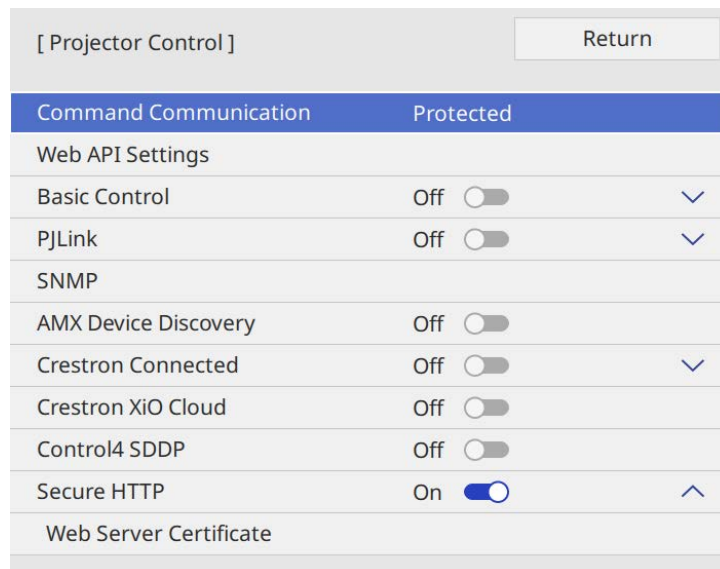 [ Projector Control ] Return
Command Communication Protected
Web API Settings
Basic Control Off
PJLink Off
SNMP
AMX Device Discovery Off
Crestron Connected Off
Crestron XiO Cloud Off
Control4 SDDP Off
Secure HTTP On
Web Server Certificate